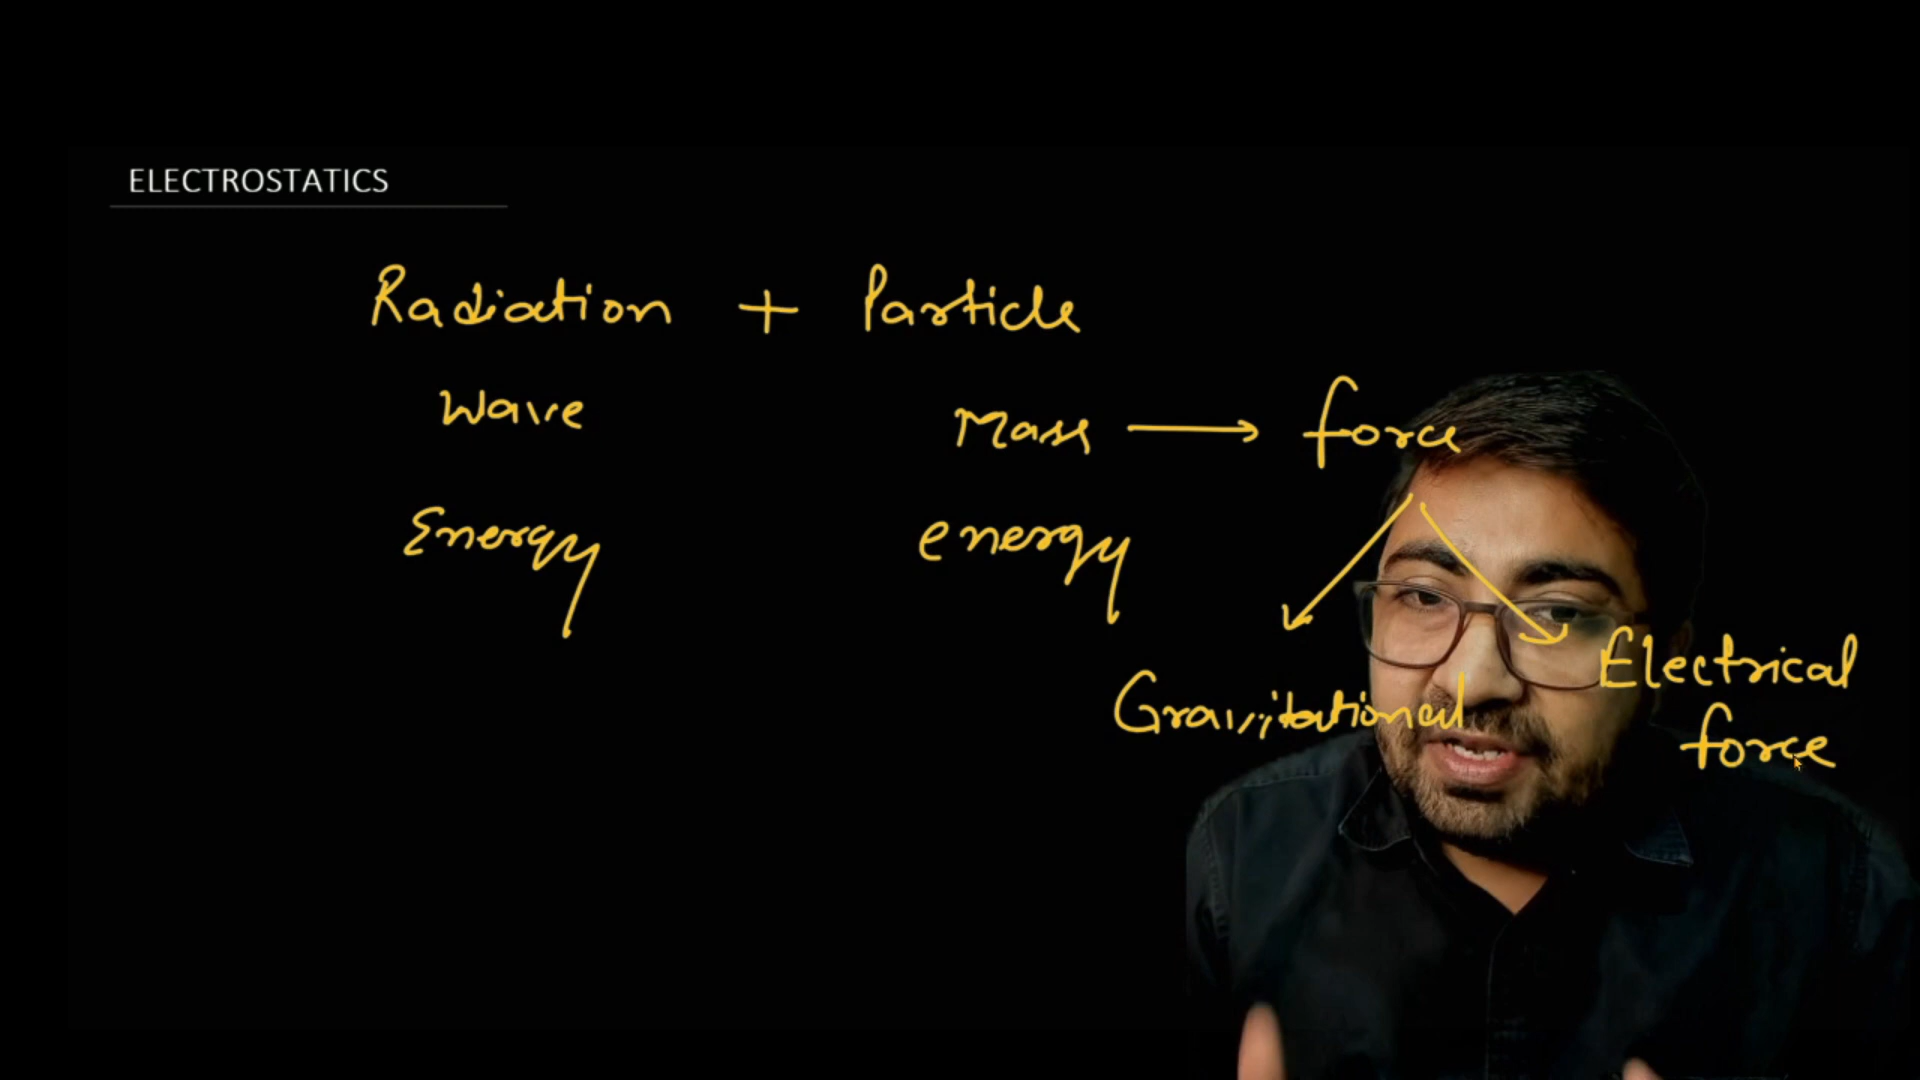 ELECTROSTATICS
Radiation + Particle
Wave
Mass → force
Energy
energy
Gravitational
Electrical
force